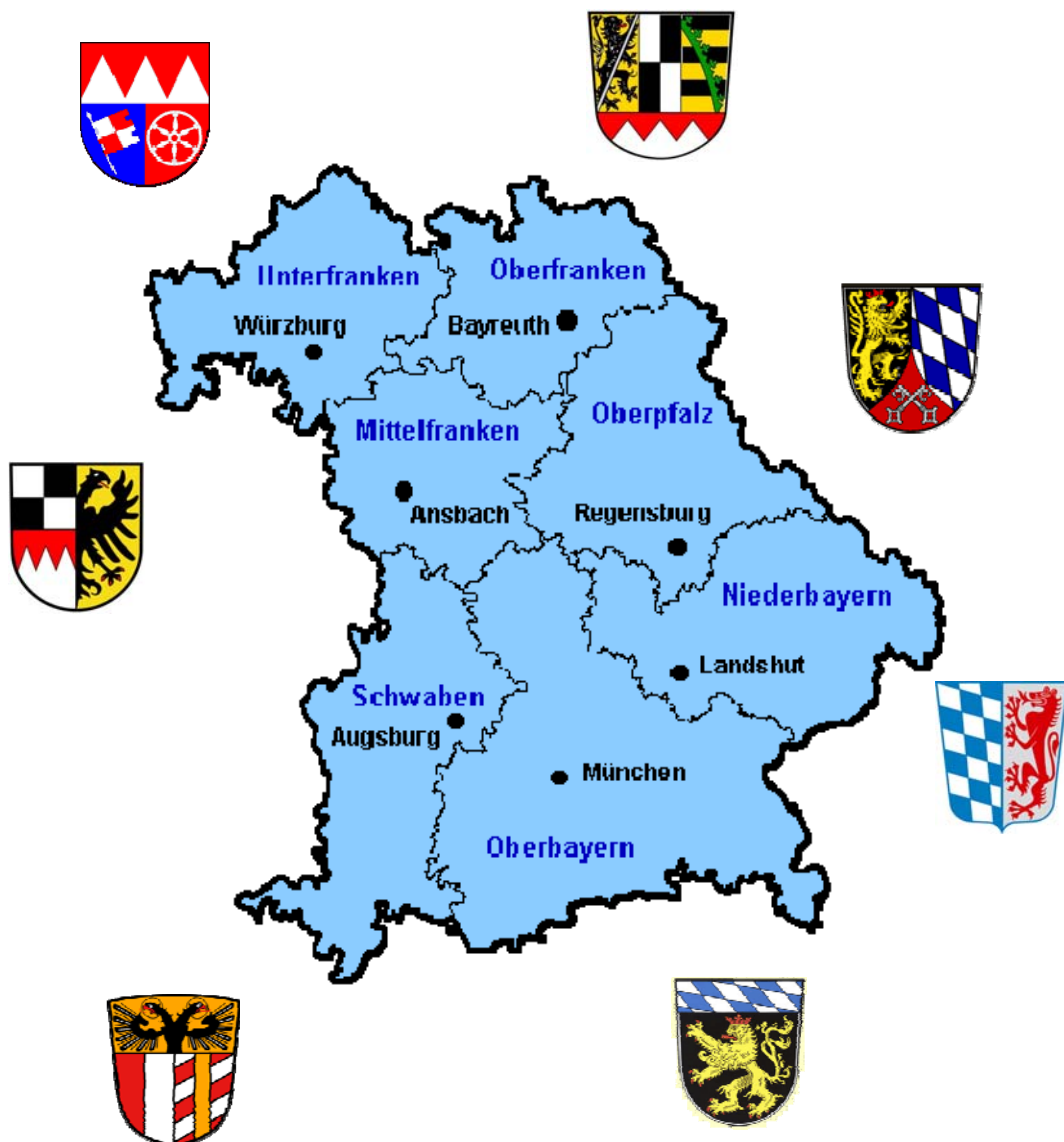 Unterfranken
Oberfranken
Würzburg
Bayreuth
Oberpfalz
Mittelfranken
Ansbach
Regensburg
Niederbayern
Landshut
Schwaben
Augsburg
München
Oberbayern